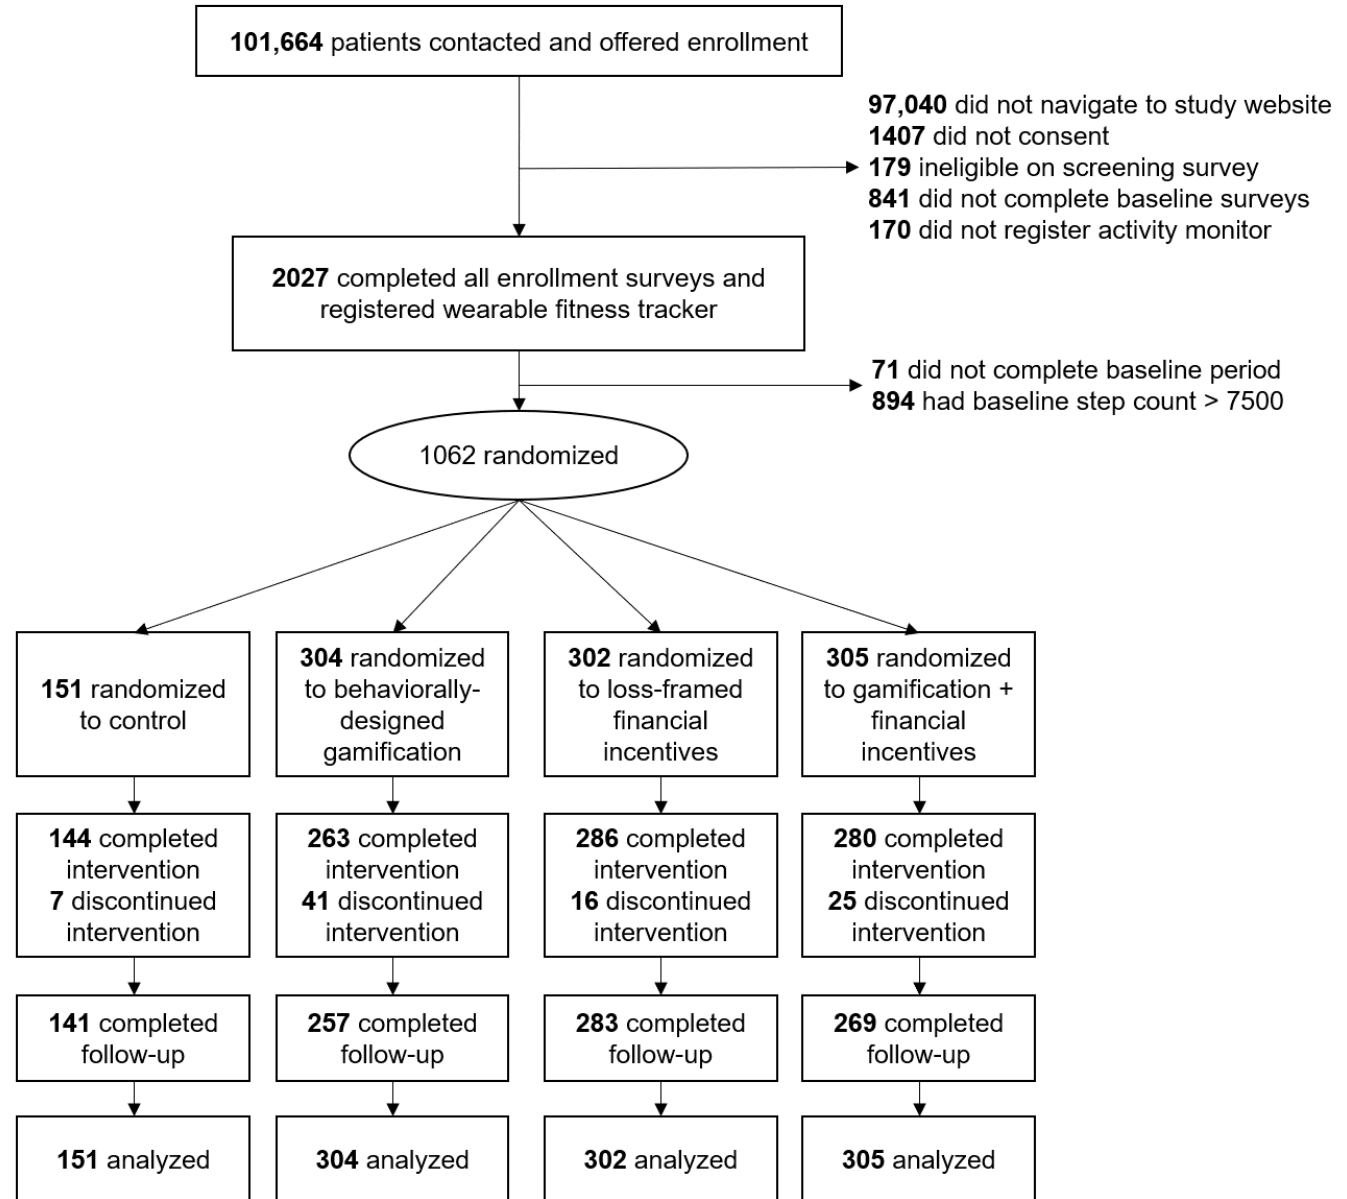 101,664 patients contacted and offered enrollment
97,040 did not navigate to study website
1407 did not consent
179 ineligible on screening survey
841 did not complete baseline surveys
170 did not register activity monitor
2027 completed all enrollment surveys and
registered wearable fitness tracker
71 did not complete baseline period
894 had baseline step count > 7500
1062 randomized
151 randomized
to control
304 randomized
to behaviorally-
designed
gamification
302 randomized
to loss-framed
financial
incentives
305 randomized
to gamification +
financial
incentives
144 completed
intervention
7 discontinued
intervention
263 completed
intervention
41 discontinued
intervention
286 completed
intervention
16 discontinued
intervention
280 completed
intervention
25 discontinued
intervention
141 completed
follow-up
257 completed
follow-up
283 completed
follow-up
269 completed
follow-up
151 analyzed
304 analyzed
302 analyzed
305 analyzed